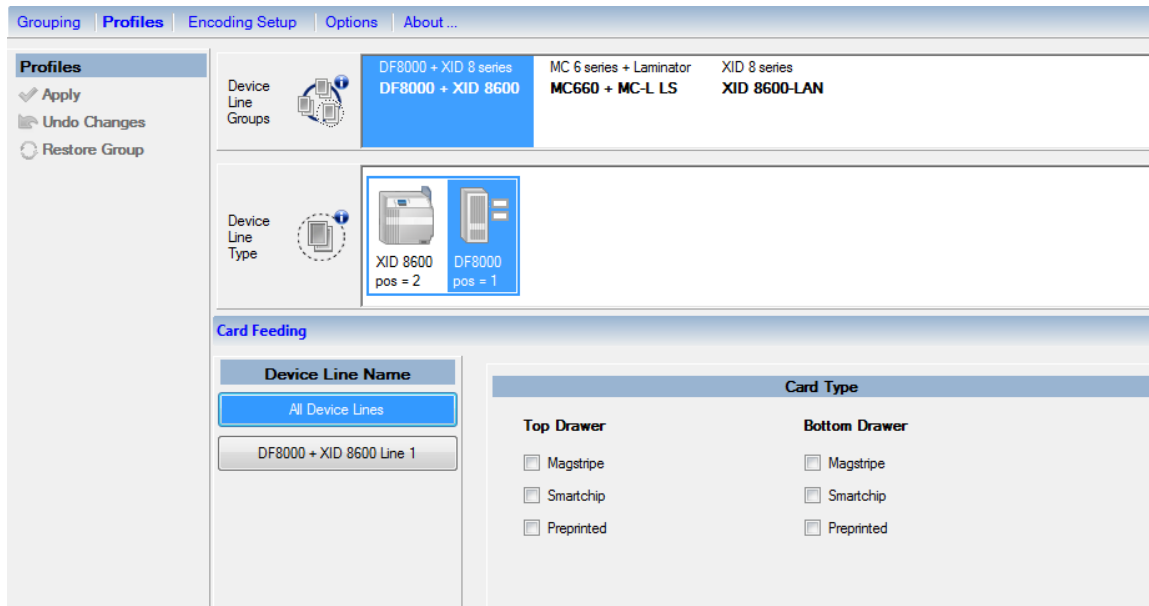 Grouping Profiles Encoding Setup Options About ...
Profiles
Apply
Undo Changes
Restore Group
Device
Line
Groups
DF8000 + XID 8 series
DF8000 + XID 8600
MC 6 series + Laminator
MC660 + MC-L LS
XID 8 series
XID 8600-LAN
Device
Line
Type
XID 8600
pos = 2
DF8000
pos = 1
Card Feeding
Device Line Name
All Device Lines
DF8000 + XID 8600 Line 1
Card Type
Top Drawer
Magstripe
Smartchip
Preprinted
Bottom Drawer
Magstripe
Smartchip
Preprinted